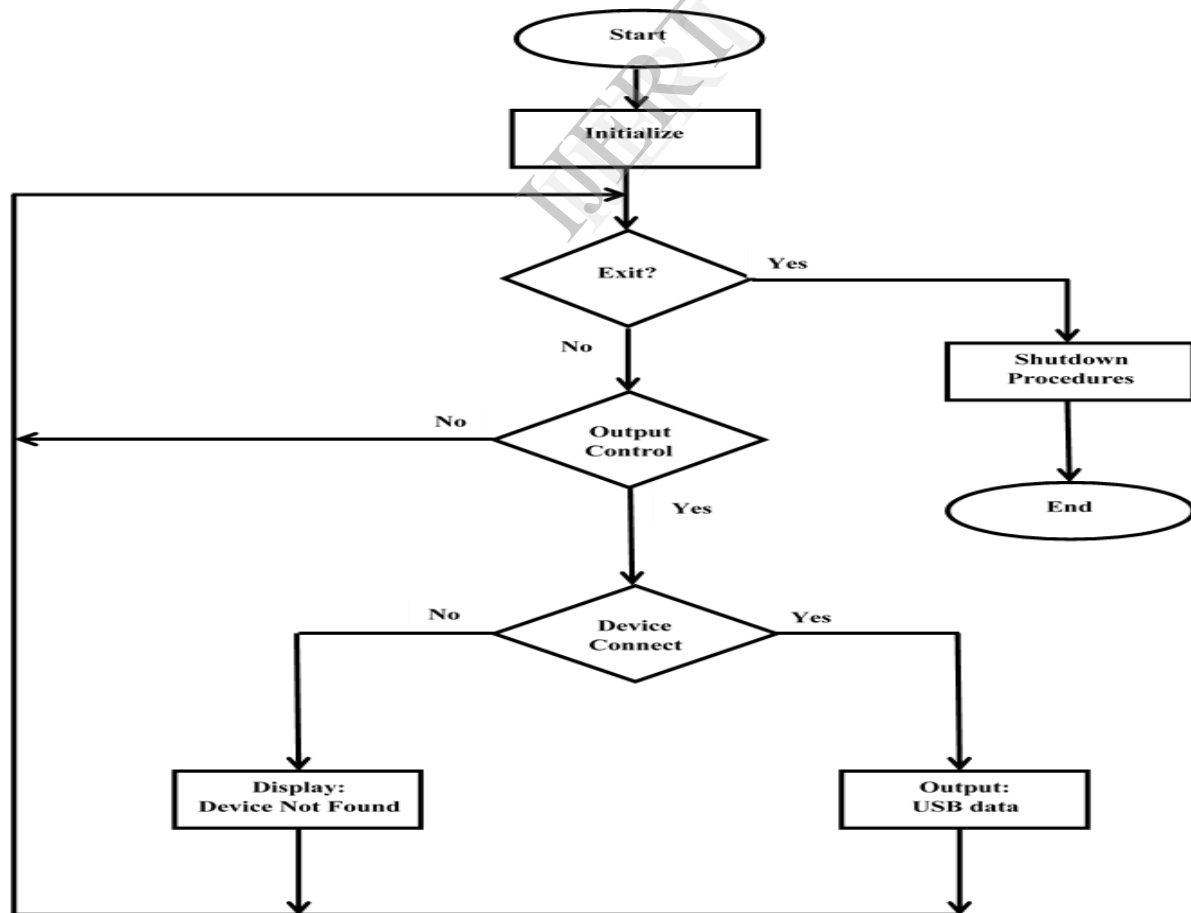 Start
IJERT
Initialize
Exit?
Yes
No
Shutdown
Procedures
No
Output
Control
End
Yes
No
Device
Connect
Yes
Display:
Device Not Found
Output:
USB data